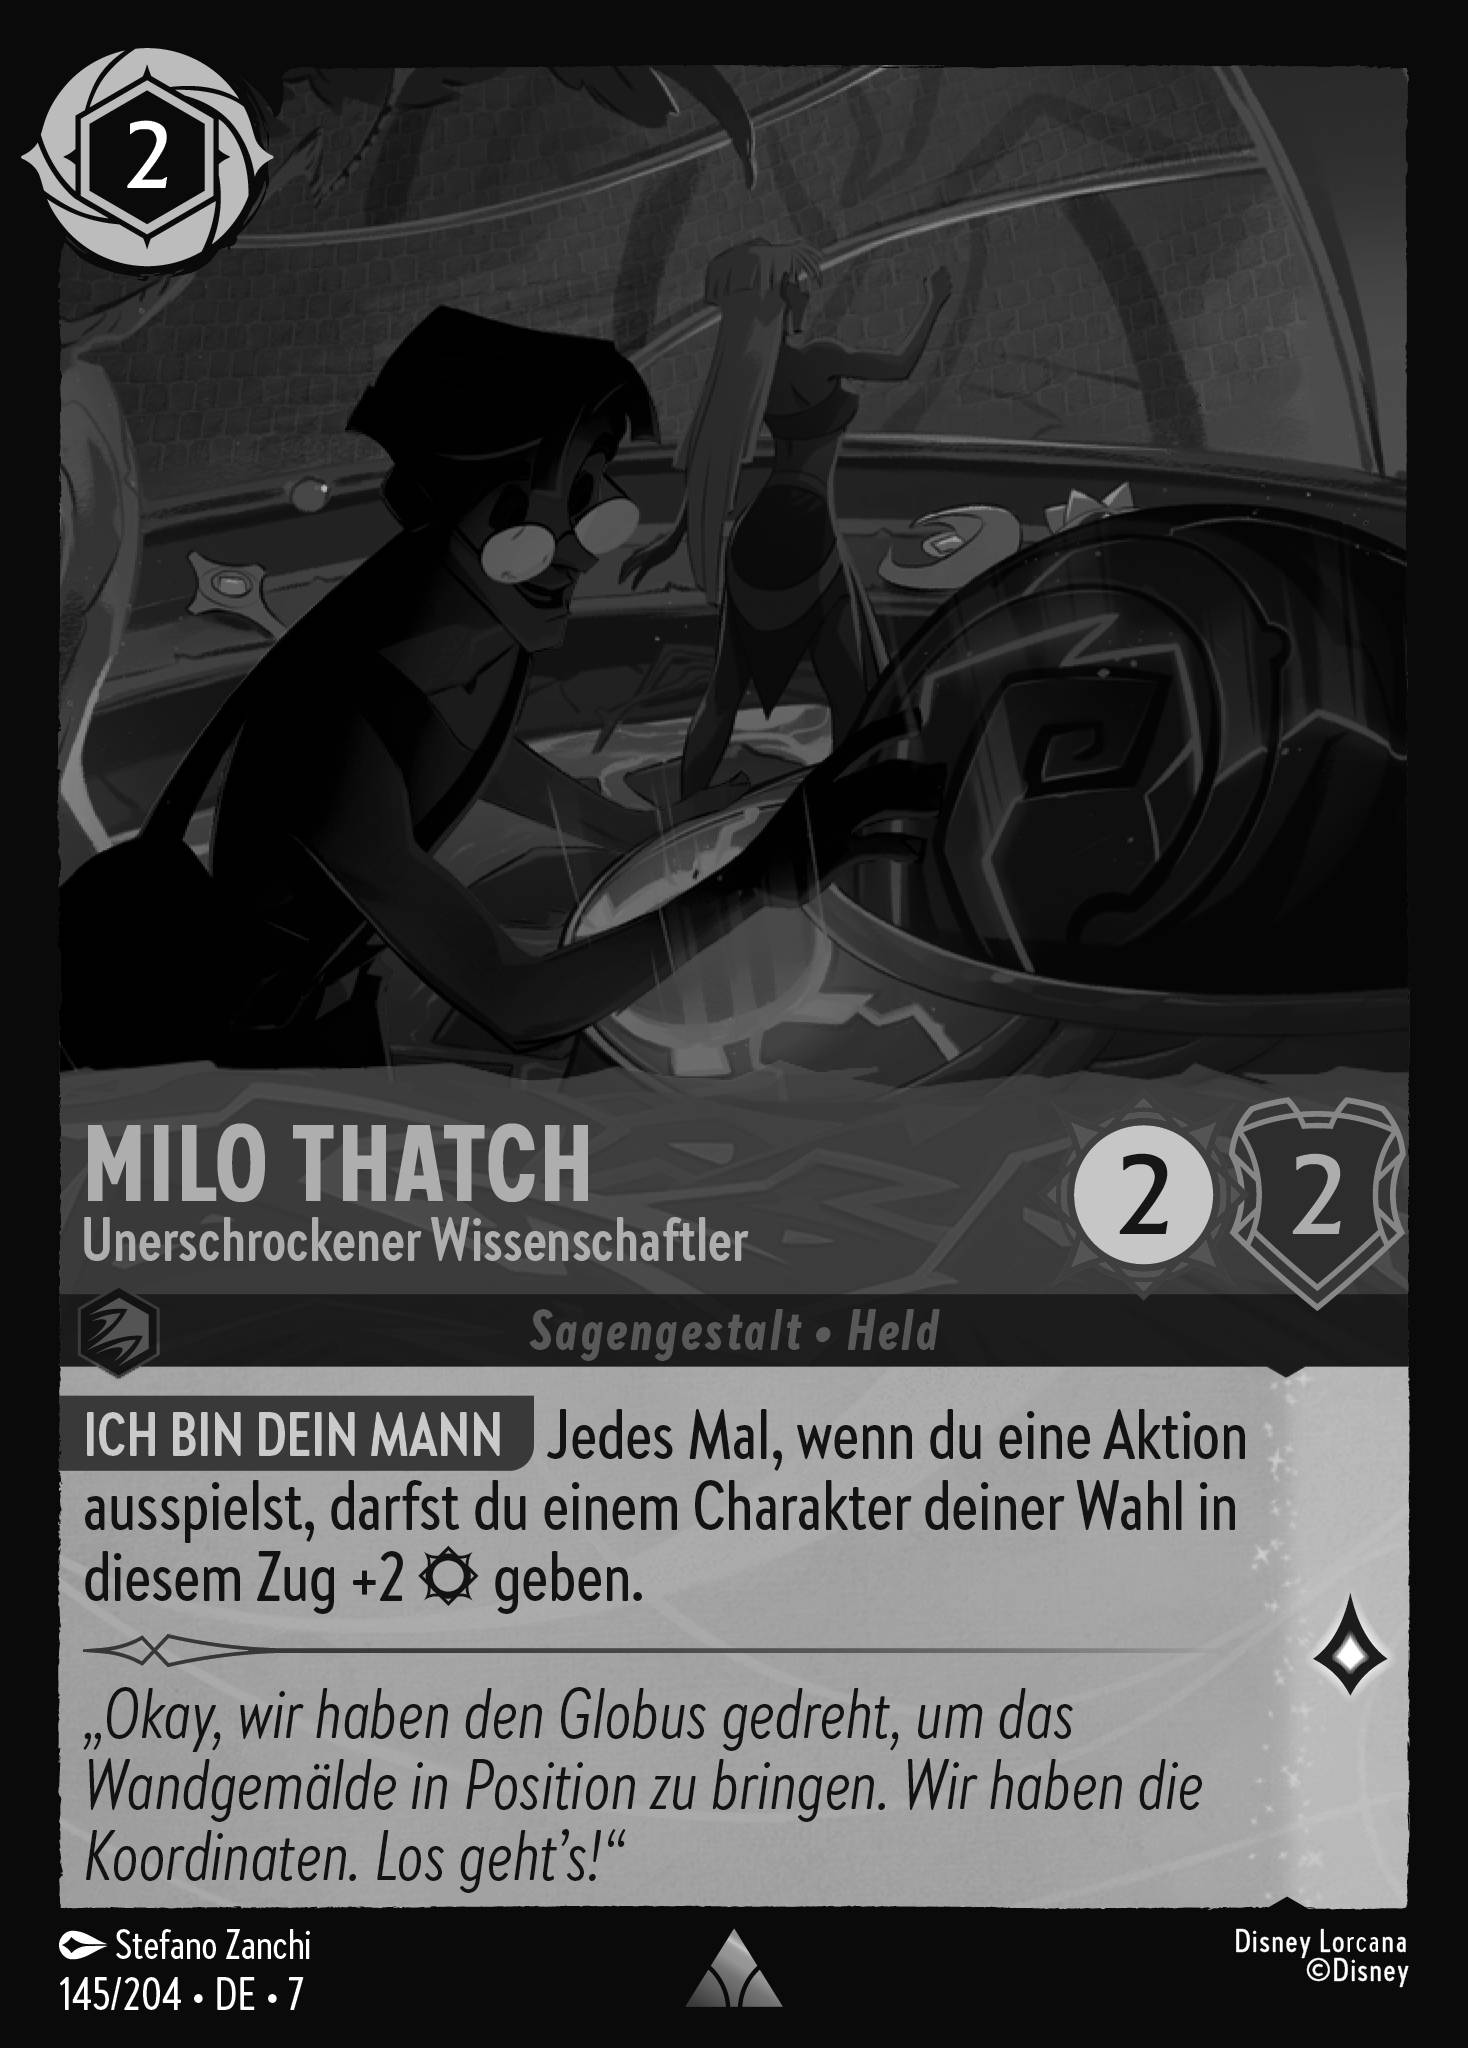 2
MILO THATCH
Unerschrockener Wissenschaftler
2
2
Sagengestalt • Held
ICH BIN DEIN MANN Jedes Mal, wenn du eine Aktion
ausspielst, darfst du einem Charakter deiner Wahl in
diesem Zug +2 geben.
„Okay, wir haben den Globus gedreht, um das
Wandgemälde in Position zu bringen. Wir haben die
Koordinaten. Los geht’s!“
Stefano Zanchi
145/204 • DE • 7
Disney Lorcana
©Disney